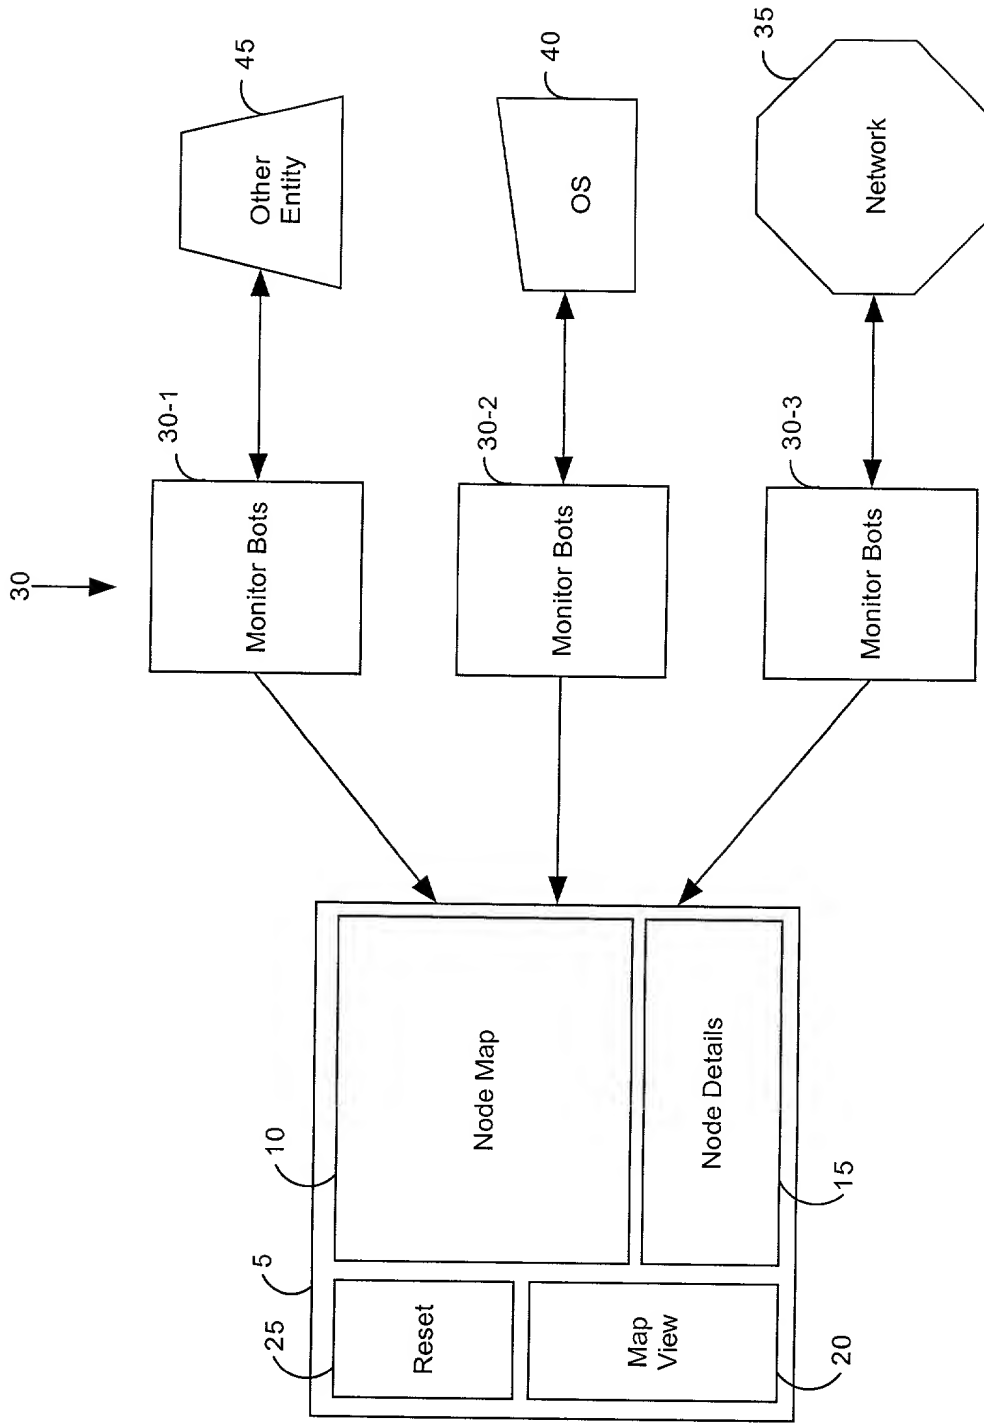 25
5
10
Reset
Node Map
Map
View
Node Details
20
15
30
Monitor Bots
30-1
Monitor Bots
30-2
Monitor Bots
30-3
Other
Entity
45
OS
40
Network
35